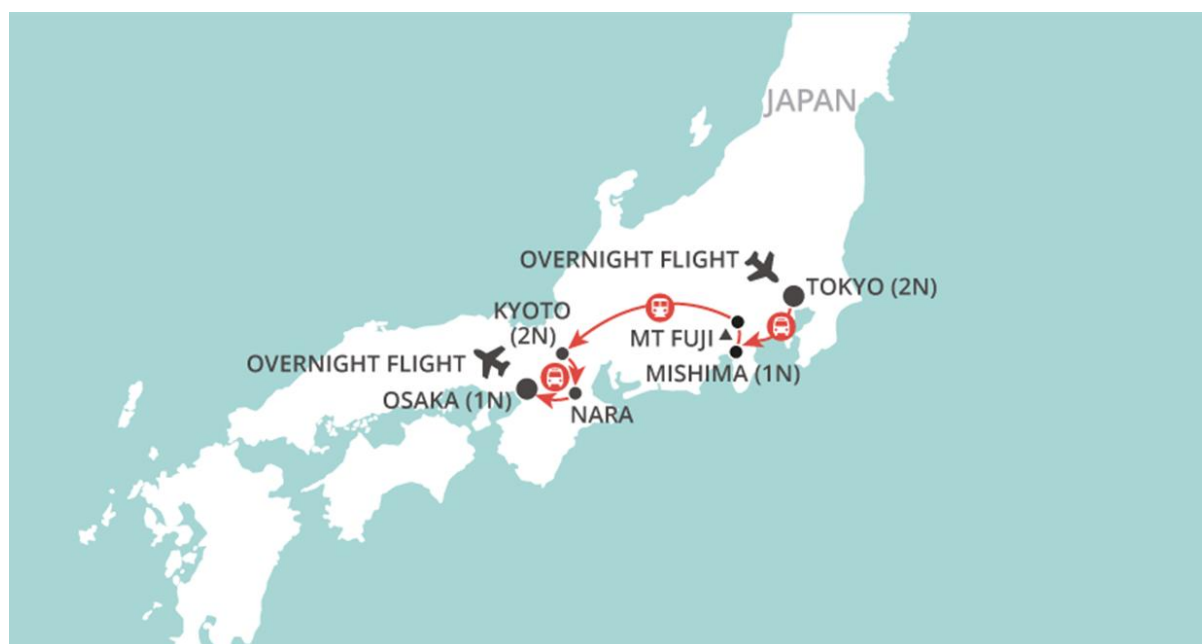 JAPAN
OVERNIGHT FLIGHT
TOKYO (2N)
KYOTO
(2N)
MT FUJI
OVERNIGHT FLIGHT
MISHIMA (1N)
OSAKA (1N)
NARA